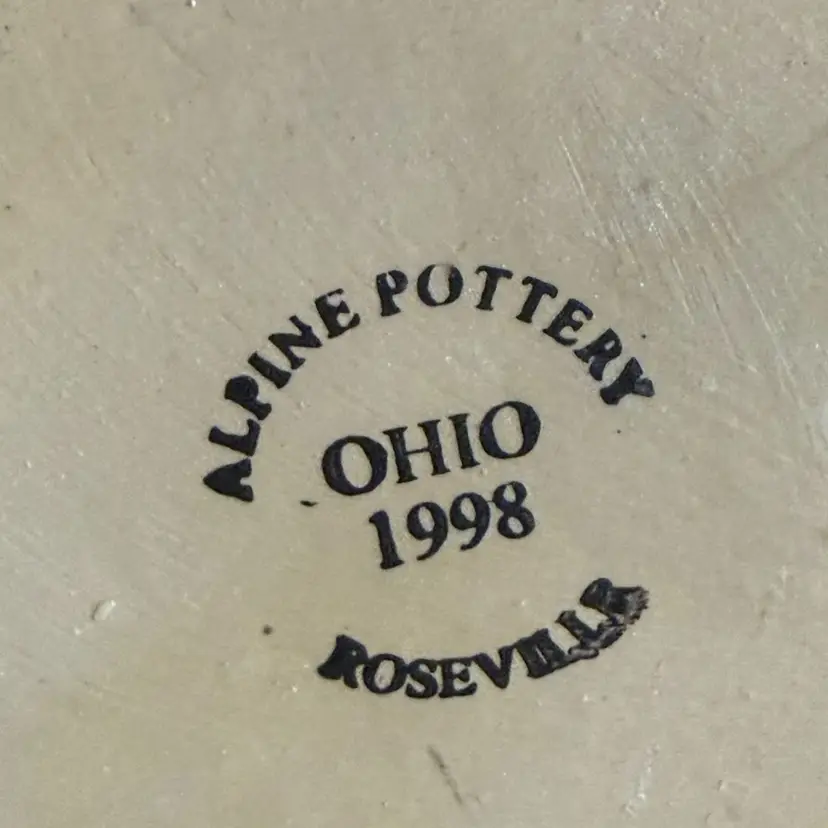 ALPINE POTTERY
OHIO
1998
ROSEVILLE